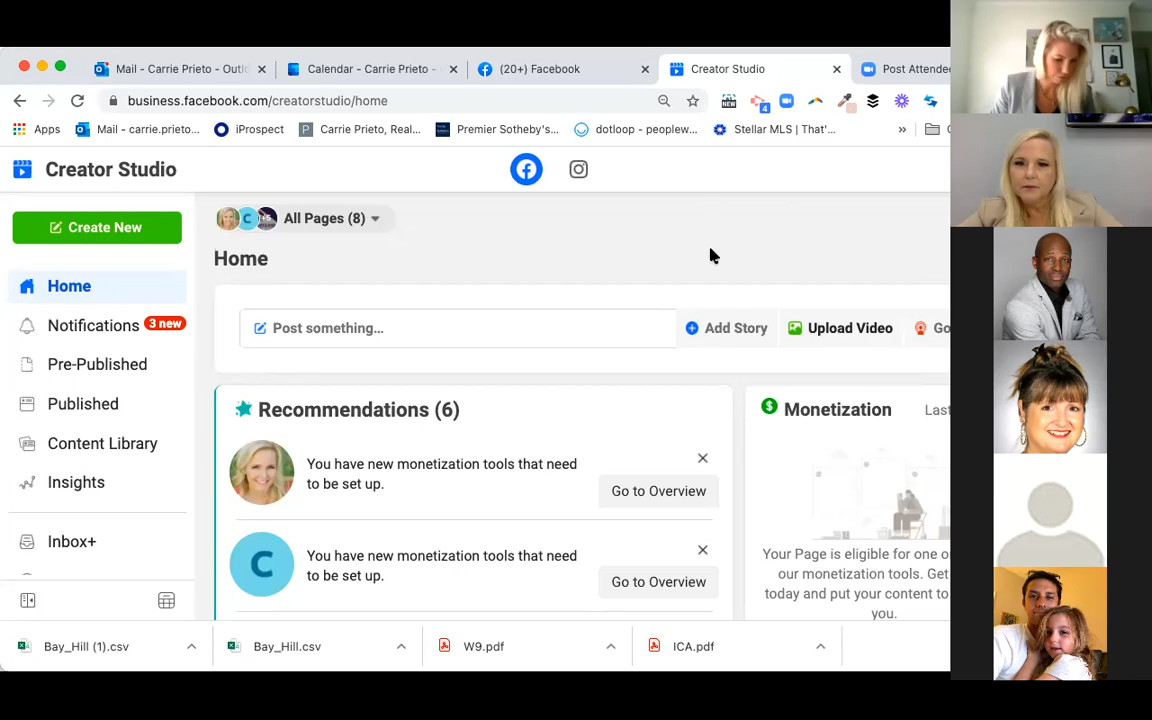 Mail - Carrie Prieto - Outl
Calendar - Carrie Prieto -
(20+) Facebook
Creator Studio
Post Attende
business.facebook.com/creatorstudio/home
4
Apps
Mail - carrie.prieto...
iProspect
Carrie Prieto, Real...
Premier Sotheby's...
dotloop - peoplew...
Stellar MLS | That'...
»
Creator Studio
Create New
C +5 All Pages (8)
Home
Home
Notifications 3 new
Pre-Published
Published
Content Library
Insights
Inbox+
Post something...
Add Story
Upload Video
Go
Recommendations (6)
You have new monetization tools that need
to be set up.
Go to Overview
C
You have new monetization tools that need
to be set up.
Go to Overview
Monetization
Last
Your Page is eligible for one o
our monetization tools. Get
today and put your content to
you.
Bay_Hill (1).csv
Bay_Hill.csv
W9.pdf
ICA.pdf